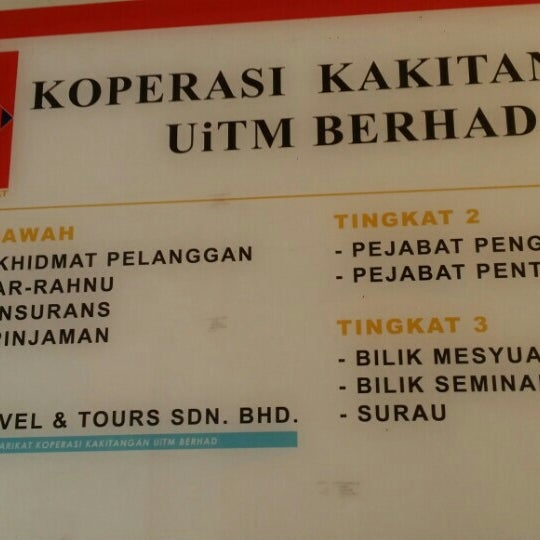 KOPERASI KAKITAN
UiTM BERHAD
AWAH
KHIDMAT PELANGGAN
AR-RAHNU
NSURANS
PINJAMAN
VEL & TOURS SDN. BHD.
ARIKAT KOPERASI KAKITANGAN UiTM BERHAD
TINGKAT 2
- PEJABAT PENG
- PEJABAT PENT
TINGKAT 3
- BILIK MESYUA
- BILIK SEMINA
- SURAU